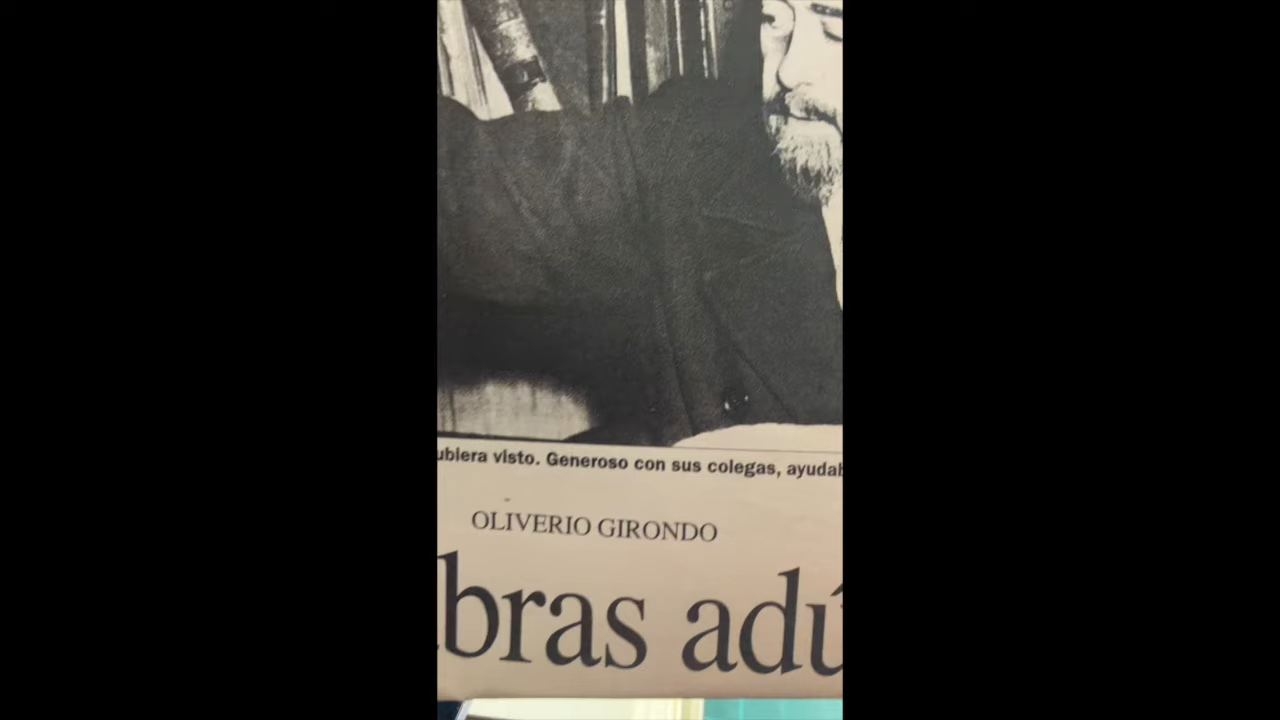 ubiera visto. Generoso con sus colegas, ayudab
OLIVERIO GIRONDO
bras adú